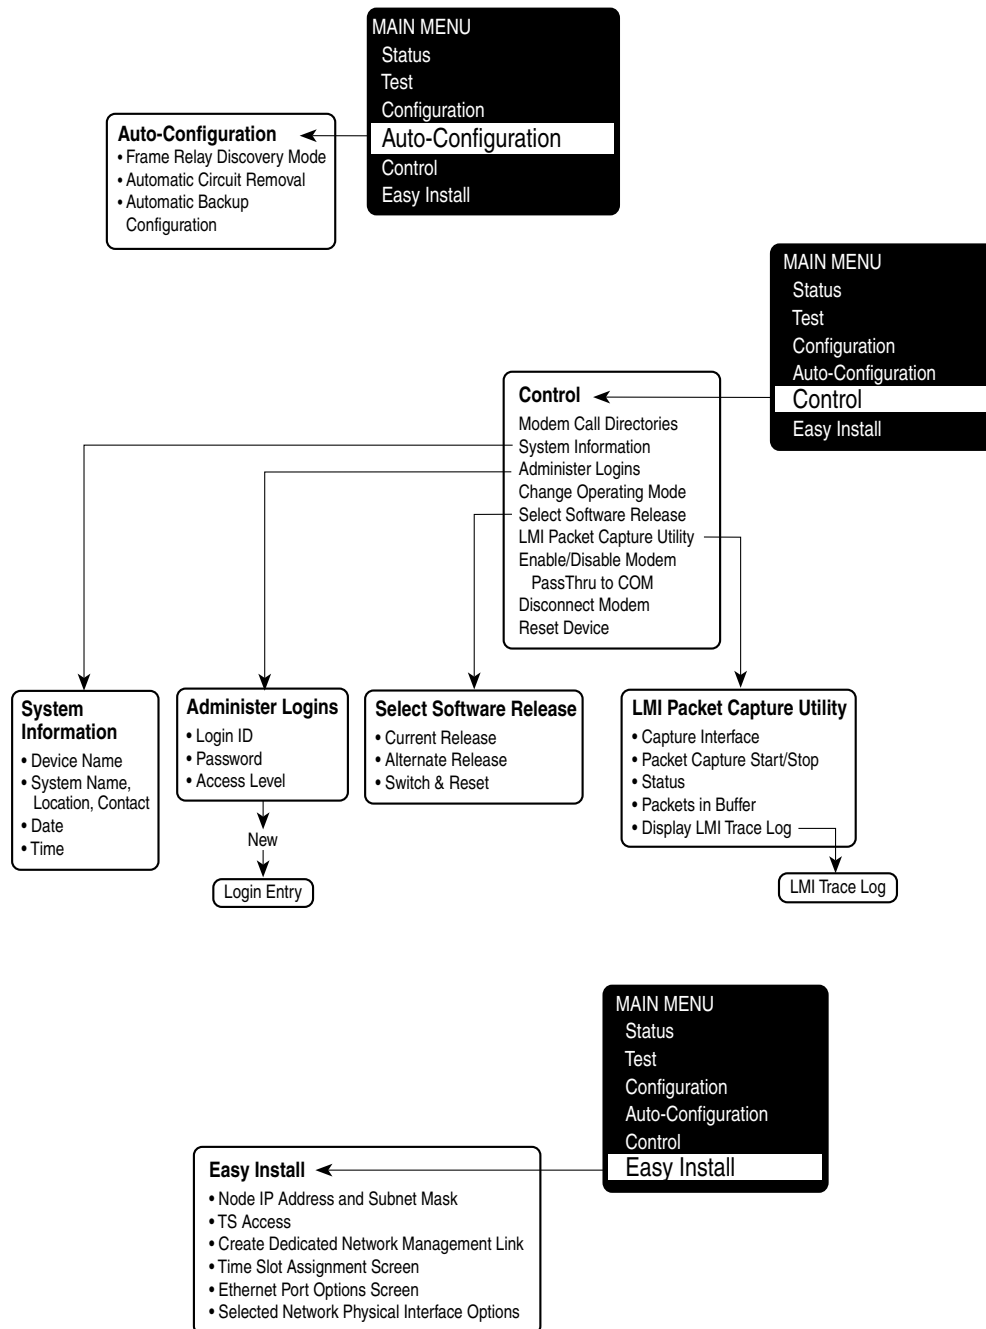 MAIN MENU
Status
Test
Configuration
Auto-Configuration
Control
Easy Install
Auto-Configuration
• Frame Relay Discovery Mode
• Automatic Circuit Removal
• Automatic Backup
Configuration
MAIN MENU
Status
Test
Configuration
Auto-Configuration
Control
Easy Install
Control
Modem Call Directories
System Information
Administer Logins
Change Operating Mode
Select Software Release
LMI Packet Capture Utility
Enable/Disable Modem
PassThru to COM
Disconnect Modem
Reset Device
System
Information
• Device Name
• System Name,
Location, Contact
• Date
• Time
Administer Logins
• Login ID
• Password
• Access Level
New
Login Entry
Select Software Release
• Current Release
• Alternate Release
• Switch & Reset
LMI Packet Capture Utility
• Capture Interface
• Packet Capture Start/Stop
• Status
• Packets in Buffer
• Display LMI Trace Log
LMI Trace Log
MAIN MENU
Status
Test
Configuration
Auto-Configuration
Control
Easy Install
Easy Install
• Node IP Address and Subnet Mask
• TS Access
• Create Dedicated Network Management Link
• Time Slot Assignment Screen
• Ethernet Port Options Screen
• Selected Network Physical Interface Options